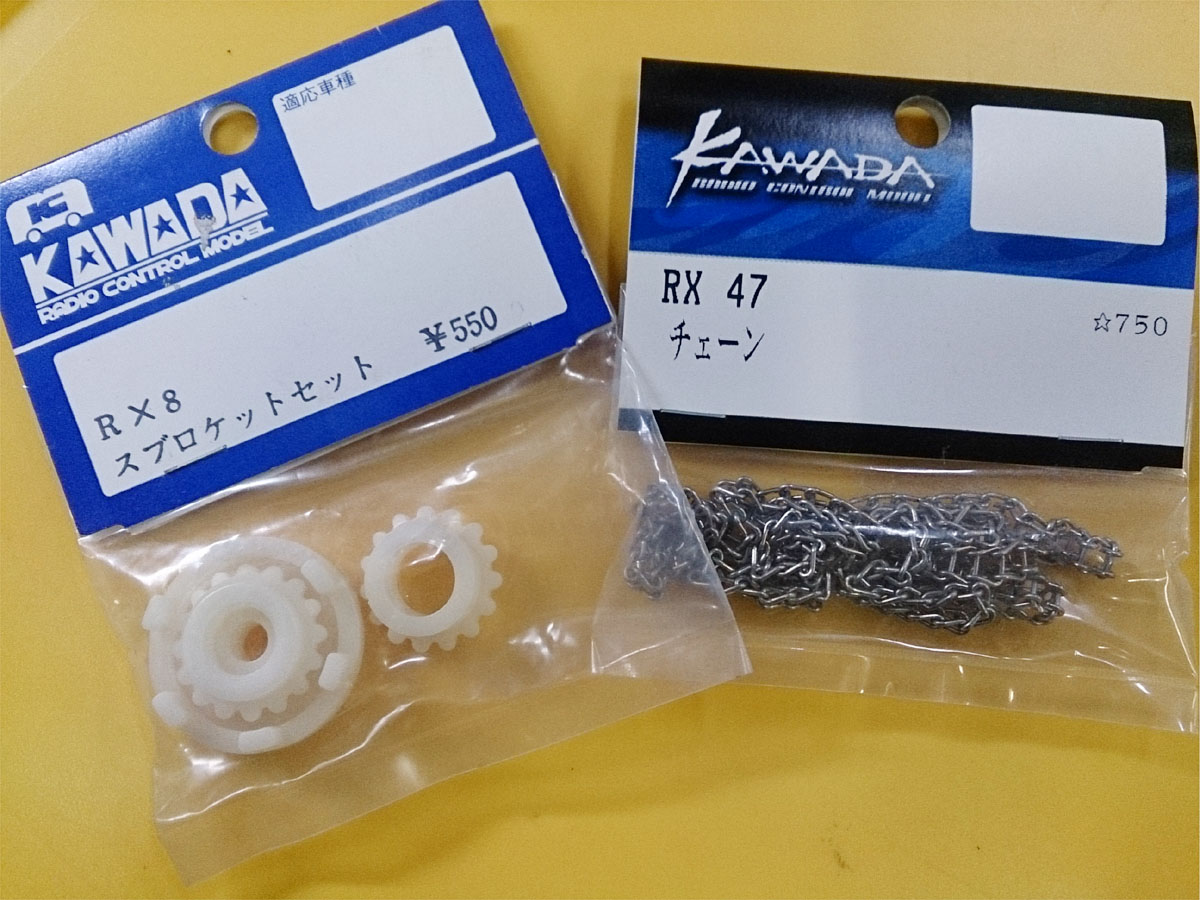 適応車種
KAWADA
RADIO CONTROL MODEL
R×8
スプロケットセット
¥550
KAWADA
RADIO CONTROL MODEL
RX 47
チェーン
☆750